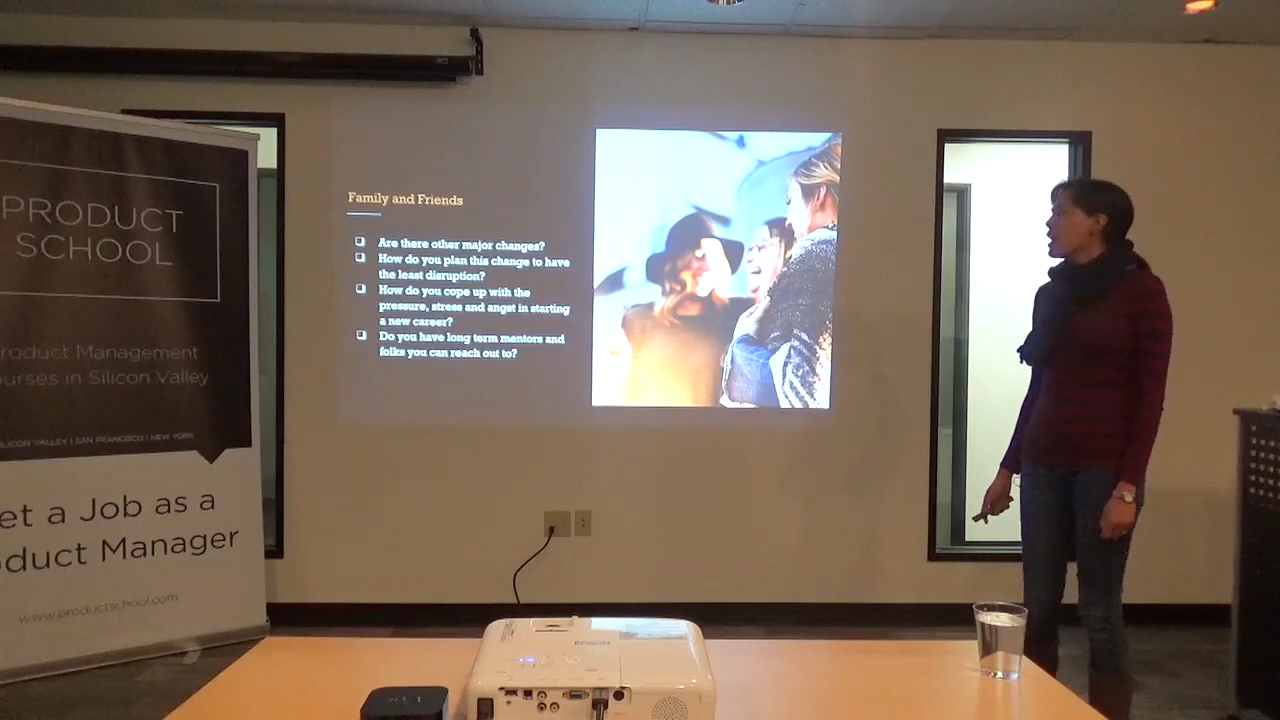 PRODUCT
SCHOOL
roduct Management
ourses in Silicon Valley
SILICON VALLEY | SAN FRANCISCO | NEW YORK
et a Job as a
oduct Manager
www.productschool.com
Family and Friends
❑ Are there other major changes?
❑ How do you plan this change to have
the least disruption?
❑ How do you cope up with the
pressure, stress and angst in starting
a new career?
❑ Do you have long term mentors and
folks you can reach out to?
EPSON